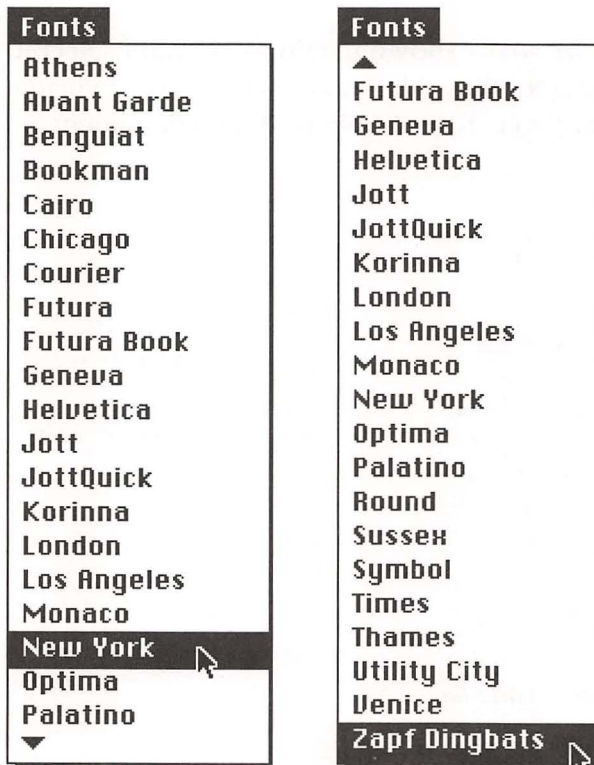 Fonts
Athens
Avant Garde
Benguiat
Bookman
Cairo
Chicago
Courier
Futura
Futura Book
Geneva
Helvetica
Jott
JottQuick
Korinna
London
Los Angeles
Monaco
New York
Optima
Palatino
Fonts
Futura Book
Geneva
Helvetica
Jott
JottQuick
Korinna
London
Los Angeles
Monaco
New York
Optima
Palatino
Round
Sussex
Symbol
Times
Thames
Utility City
Venice
Zapf Dingbats